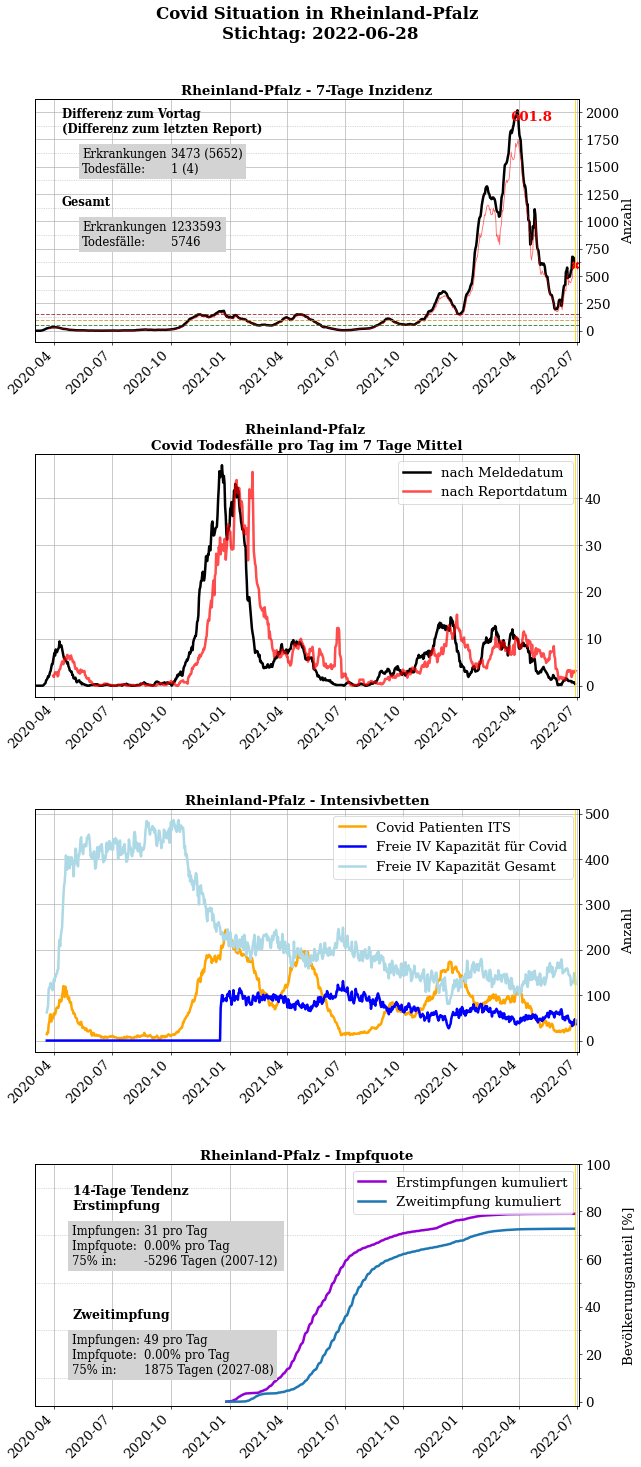 Covid Situation in Rheinland-Pfalz
Stichtag: 2022-06-28
Rheinland-Pfalz - 7-Tage Inzidenz
Differenz zum Vortag
(Differenz zum letzten Report)
Erkrankungen 3473 (5652)
Todesfälle: 1 (4)
Gesamt
Erkrankungen 1233593
Todesfälle: 5746
601.8
2000
1750
1500
1250
1000
750
500
250
0
Anzahl
2020-04
2020-07
2020-10
2021-01
2021-04
2021-07
2021-10
2022-01
2022-04
2022-07
Rheinland-Pfalz
Covid Todesfälle pro Tag im 7 Tage Mittel
nach Meldedatum
nach Reportdatum
40
30
20
10
0
2020-04
2020-07
2020-10
2021-01
2021-04
2021-07
2021-10
2022-01
2022-04
2022-07
Rheinland-Pfalz - Intensivbetten
Covid Patienten ITS
Freie IV Kapazität für Covid
Freie IV Kapazität Gesamt
500
400
300
200
100
0
Anzahl
2020-04
2020-07
2020-10
2021-01
2021-04
2021-07
2021-10
2022-01
2022-04
2022-07
Rheinland-Pfalz - Impfquote
14-Tage Tendenz
Erstimpfung
Impfungen: 31 pro Tag
Impfquote: 0.00% pro Tag
75% in: -5296 Tagen (2007-12)
Zweitimpfung
Impfungen: 49 pro Tag
Impfquote: 0.00% pro Tag
75% in: 1875 Tagen (2027-08)
Erstimpfungen kumuliert
Zweitimpfung kumuliert
100
80
60
40
20
0
Bevölkerungsanteil [%]
2020-04
2020-07
2020-10
2021-01
2021-04
2021-07
2021-10
2022-01
2022-04
2022-07